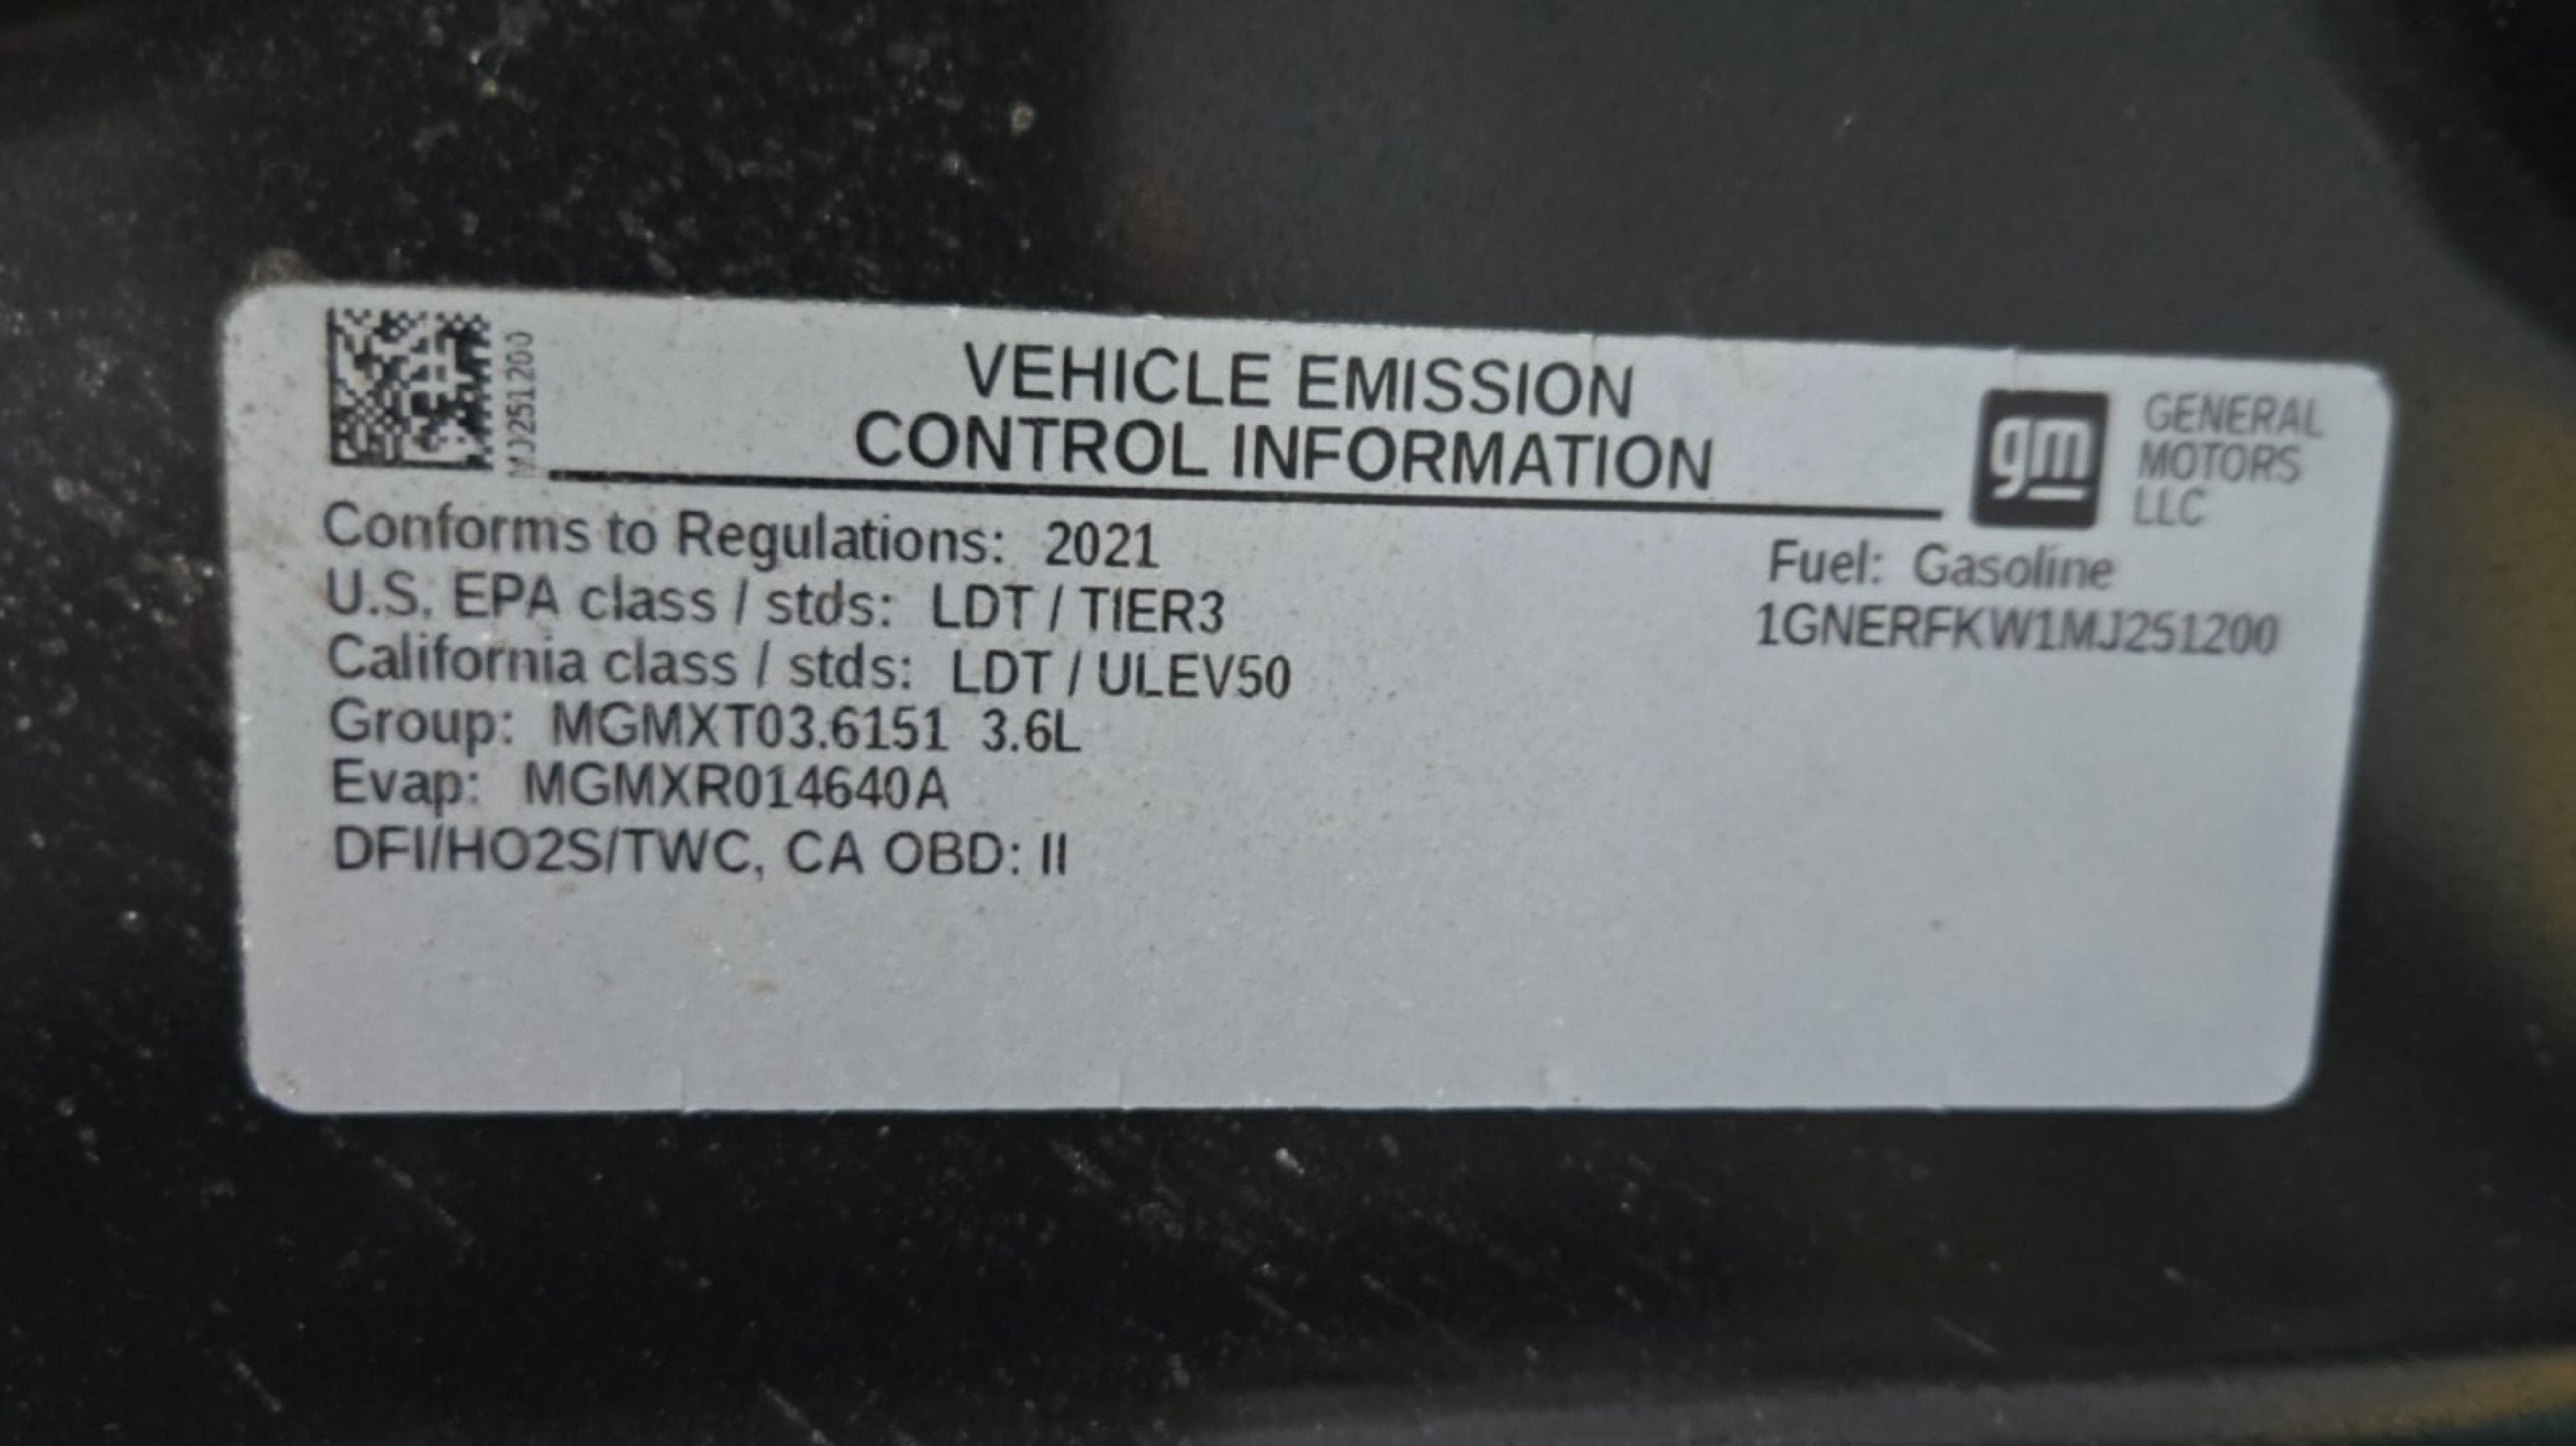 MJ251200
VEHICLE EMISSION
CONTROL INFORMATION
gm
GENERAL
MOTORS
LLC
Conforms to Regulations: 2021
U.S. EPA class / stds: LDT / TIER3
California class / stds: LDT / ULEV50
Group: MGMXT03.6151 3.6L
Evap: MGMXR014640A
DFI/HO2S/TWC, CA OBD: II
Fuel: Gasoline
1GNERFKW1MJ251200